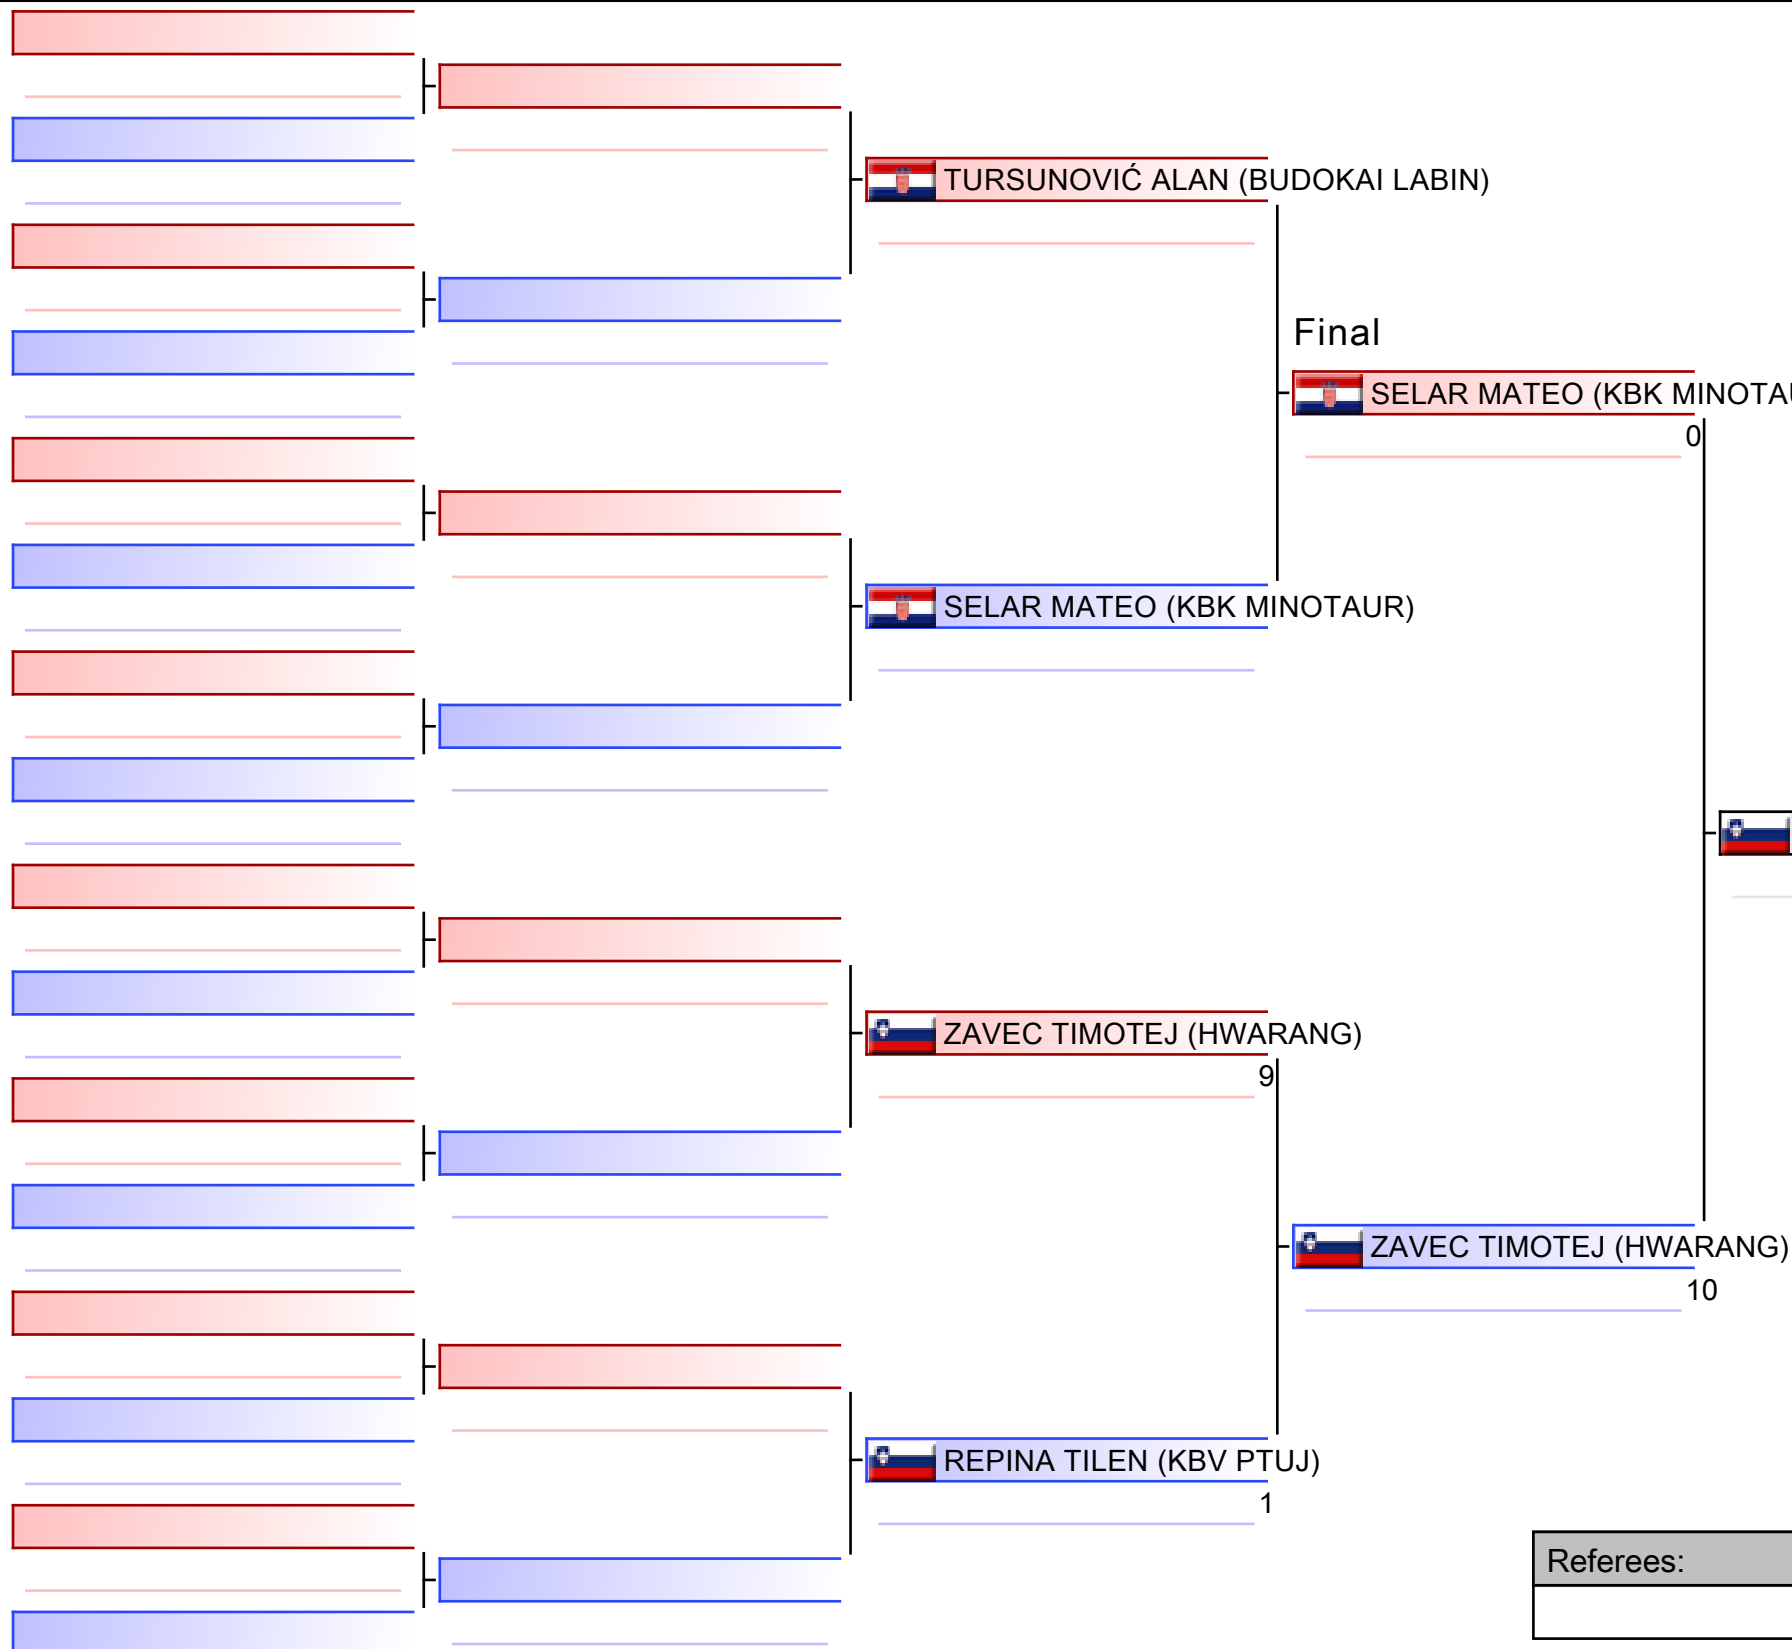 TURSUNOVIĆ ALAN (BUDOKAI LABIN)
Final
SELAR MATEO (KBK MINOTAU
0
SELAR MATEO (KBK MINOTAUR)
ZAVEC TIMOTEJ (HWARANG)
9
ZAVEC TIMOTEJ (HWARANG)
10
REPINA TILEN (KBV PTUJ)
1
Referees: